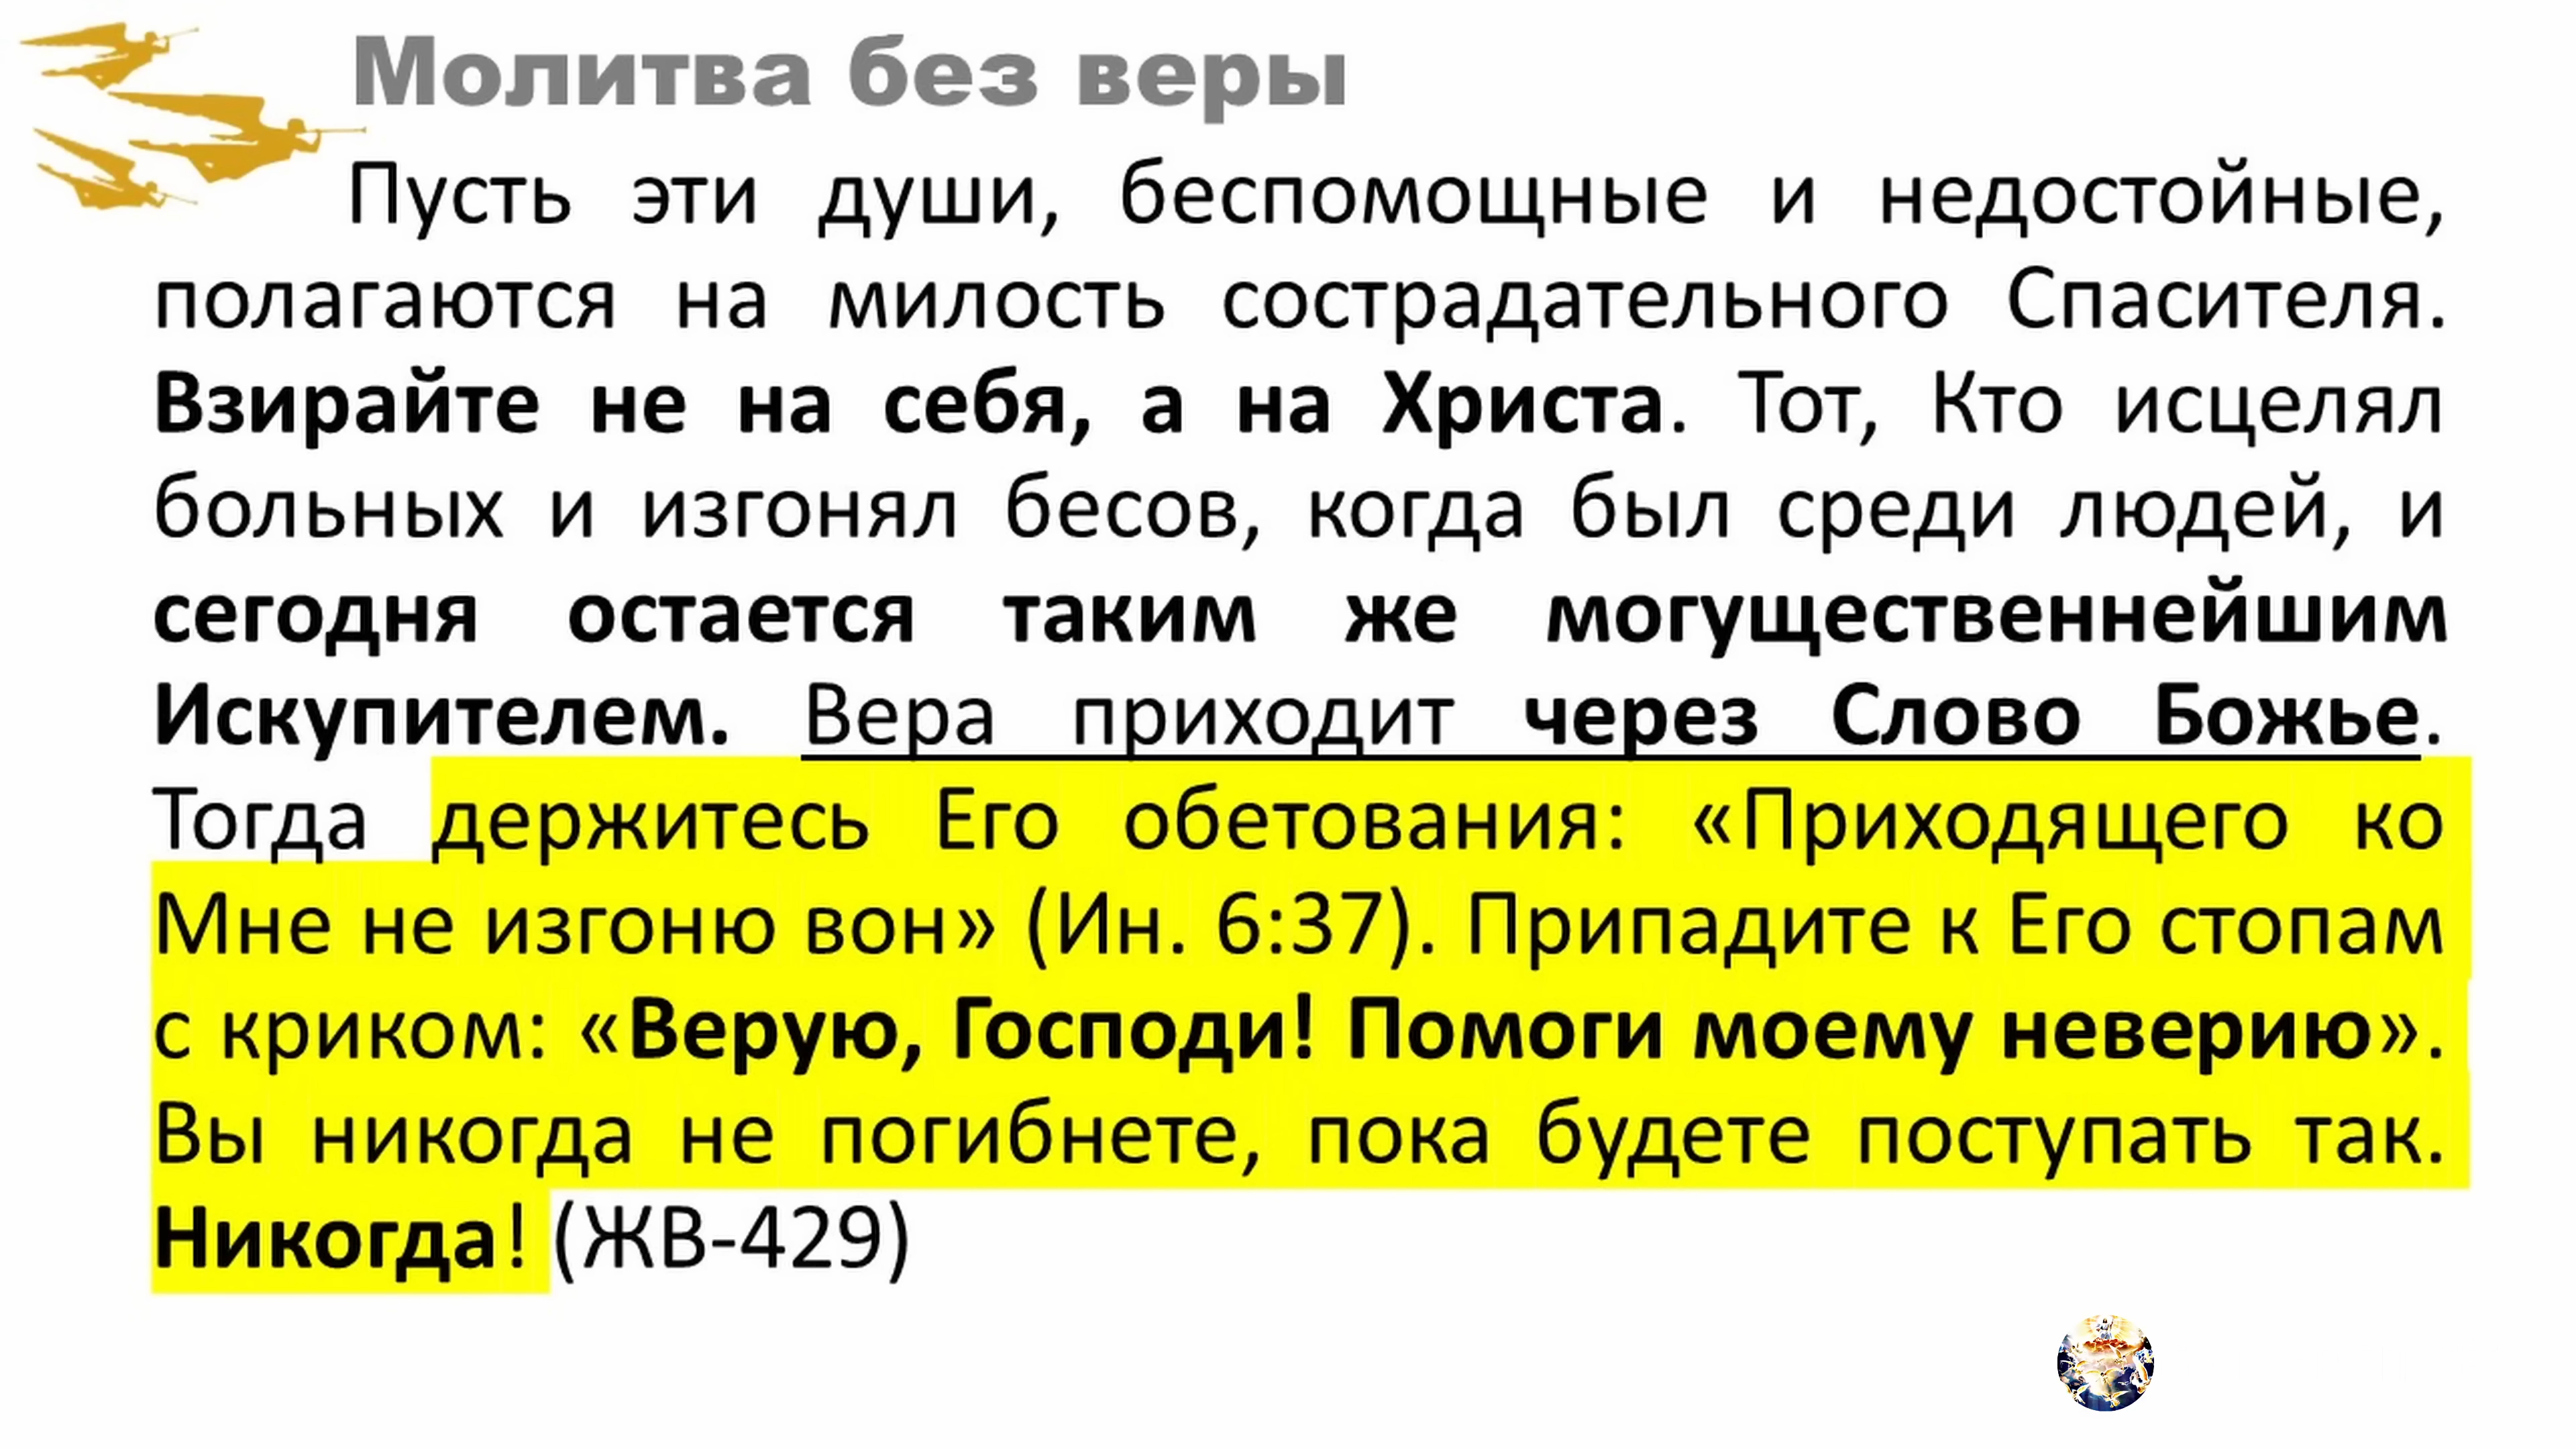 Молитва без веры
Пусть эти души, беспомощные и недостойные,
полагаются на милость сострадательного Спасителя.
Взирайте не на себя, а на Христа. Тот, Кто исцелял
больных и изгонял бесов, когда был среди людей, и
сегодня остается таким же могущественнейшим
Искупителем. Вера приходит через Слово Божье.
Тогда держитесь Его обетования: «Приходящего ко
Мне не изгоню вон» (Ин. 6:37). Припадите к Его стопам
с криком: «Верую, Господи! Помоги моему неверию».
Вы никогда не погибнете, пока будете поступать так.
Никогда! (ЖВ-429)